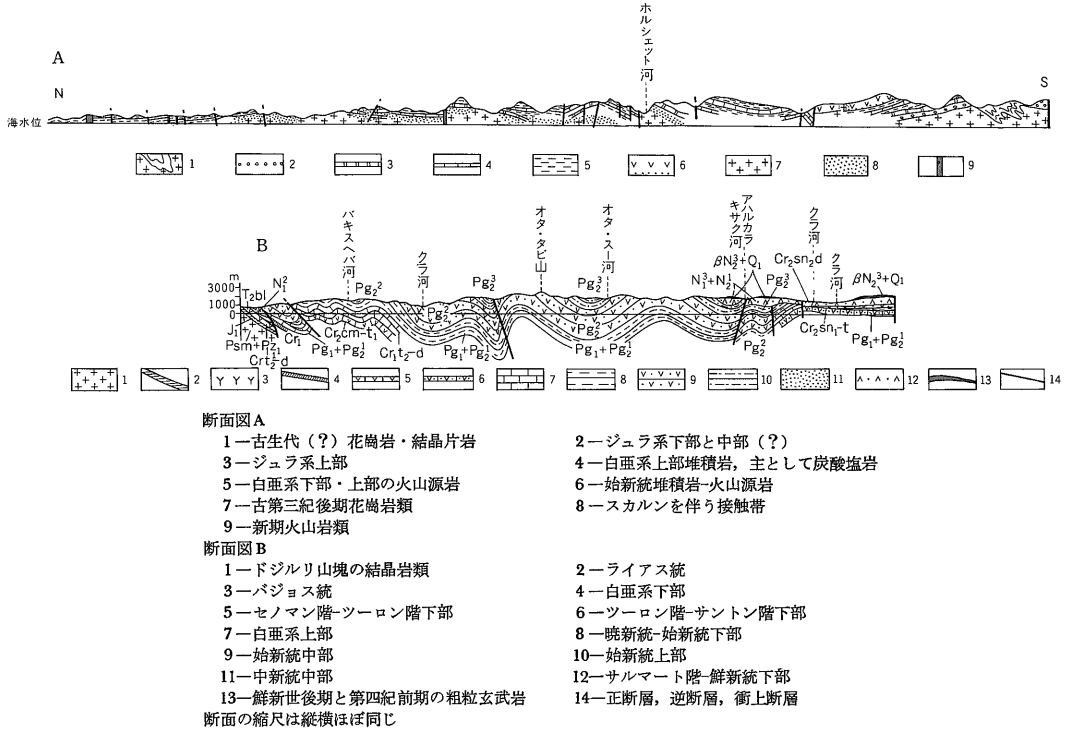 ホルシェット河
A
N
S
海水位
1 2 3 4 5 6 7 8 9
B
バキスヘバ河
クラ河
オタ・タビ山
オタ・スー河
アハルカラキサク河
クラ河
クラ河
m
3000
1000
0
T₂bl
N₁²
Pg₂²
Pg₂³
Pg₂³
βN₂³+Q₁
N₁³+N₂¹
Pg₂³
Cr₂sn₂d
βN₂³+Q₁
J₁
Psm+Pz₁
Cr₁
Cr₂cm-t₁
Pg₁+Pg₂¹
Cr₁t₂-d
Pg₂²
Pg₁+Pg₂¹
Pg₂²
Pg₁+Pg₂¹
Pg₂²
Cr₂sn₁-t
Pg₁+Pg₂¹
1 2 3 4 5 6 7 8 9 10 11 12 13 14
断面図A
1—古生代（？）花崗岩・結晶片岩
2—ジュラ系下部と中部（？）
3—ジュラ系上部
4—白亜系上部堆積岩，主として炭酸塩岩
5—白亜系下部・上部の火山源岩
6—始新統堆積岩-火山源岩
7—古第三紀後期花崗岩類
8—スカルンを伴う接触帯
9—新期火山岩類
断面図B
1—ドジルリ山塊の結晶岩類
2—ライアス統
3—バジョス統
4—白亜系下部
5—セノマン階-ツーロン階下部
6—ツーロン階-サントン階下部
7—白亜系上部
8—暁新統-始新統下部
9—始新統中部
10—始新統上部
11—中新統中部
12—サルマート階-鮮新統下部
13—鮮新世後期と第四紀前期の粗粒玄武岩
14—正断層，逆断層，衝上断層
断面の縮尺は縦横ほぼ同じ